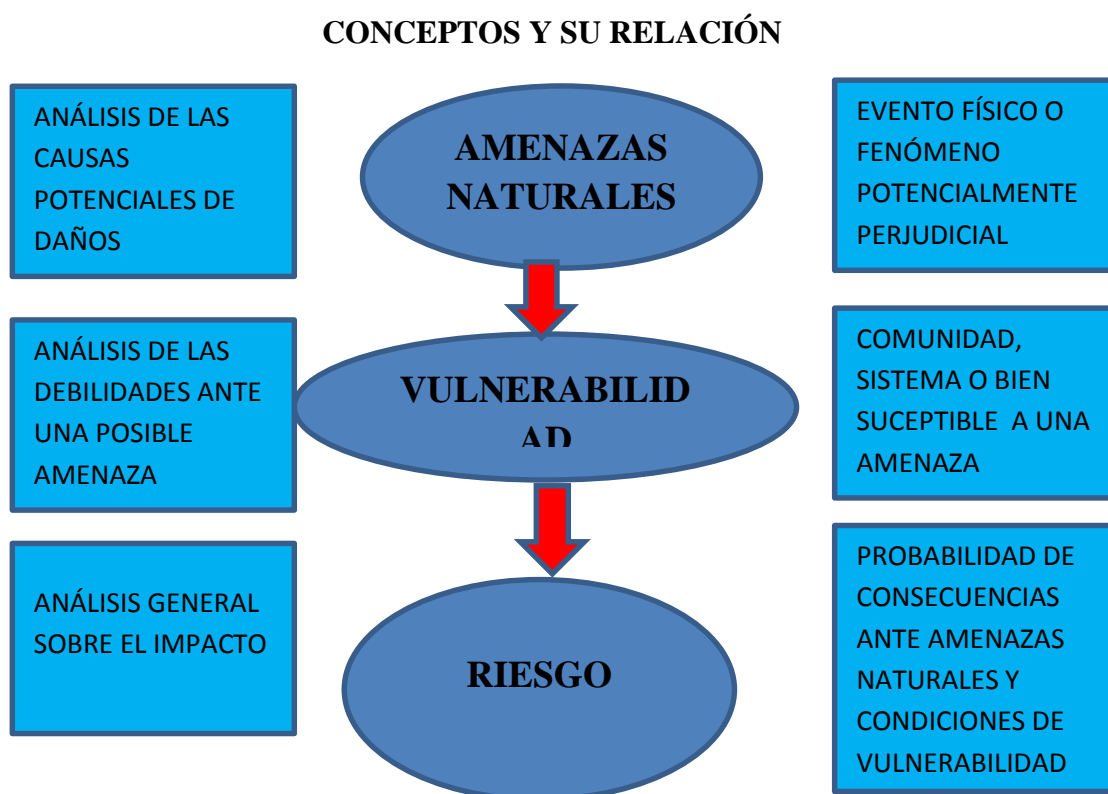 CONCEPTOS Y SU RELACIÓN
ANÁLISIS DE LAS
CAUSAS
POTENCIALES DE
DAÑOS
AMENAZAS
NATURALES
EVENTO FÍSICO O
FENÓMENO
POTENCIALMENTE
PERJUDICIAL
ANÁLISIS DE LAS
DEBILIDADES ANTE
UNA POSIBLE
AMENAZA
VULNERABILID
AD
COMUNIDAD,
SISTEMA O BIEN
SUCEPTIBLE A UNA
AMENAZA
ANÁLISIS GENERAL
SOBRE EL IMPACTO
RIESGO
PROBABILIDAD DE
CONSECUENCIAS
ANTE AMENAZAS
NATURALES Y
CONDICIONES DE
VULNERABILIDAD